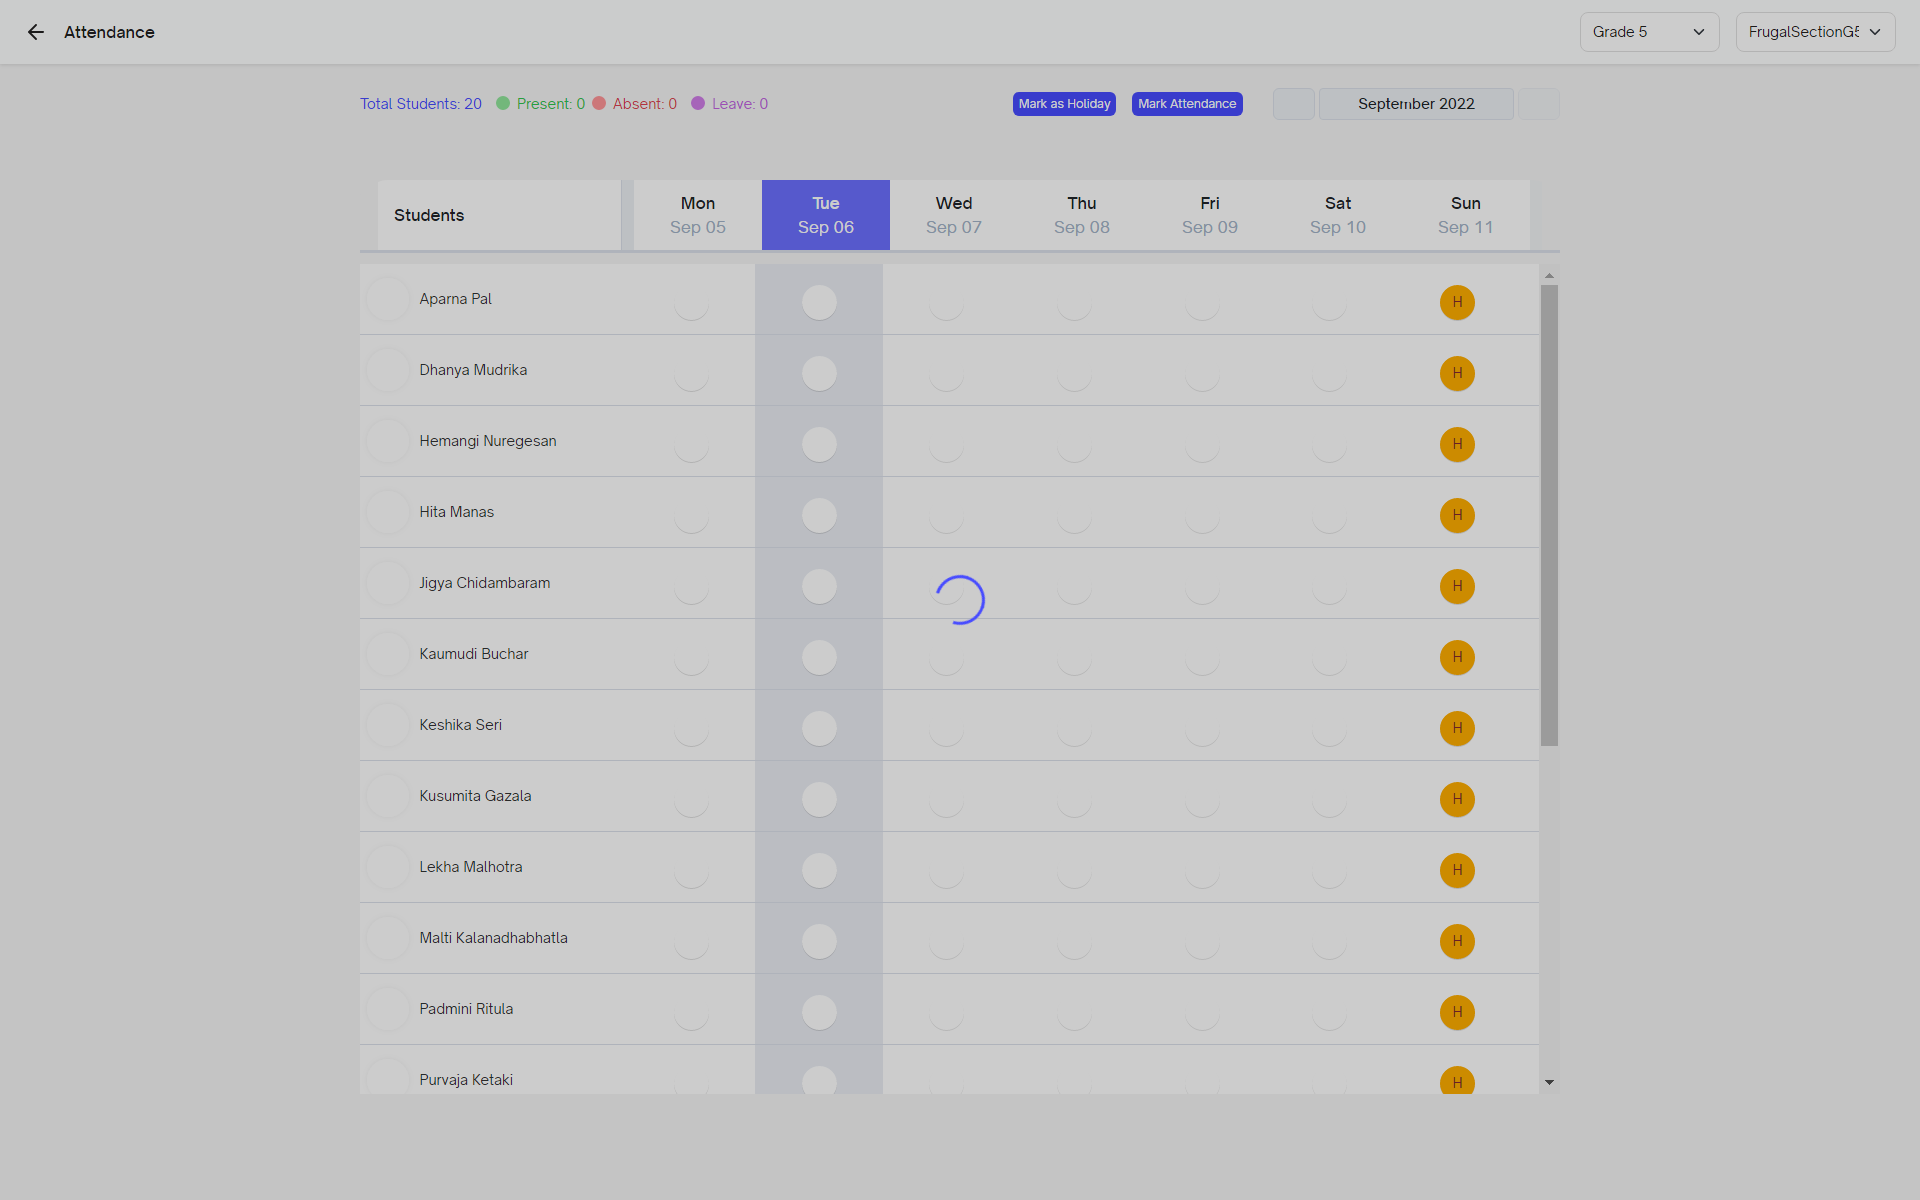 Attendance
Grade 5
FrugalSectionG5
Total Students: 20 Present: 0 Absent: 0 Leave: 0
Mark as Holiday
Mark Attendance
September 2022
Students
Mon Tue Wed Thu Fri Sat Sun
Sep 05 Sep 06 Sep 07 Sep 08 Sep 09 Sep 10 Sep 11
Aparna Pal H
Dhanya Mudrika H
Hemangi Nuregesan H
Hita Manas H
Jigya Chidambaram H
Kaumudi Buchar H
Keshika Seri H
Kusumita Gazala H
Lekha Malhotra H
Malti Kalanadhabhatla H
Padmini Ritula H
Purvaja Ketaki H